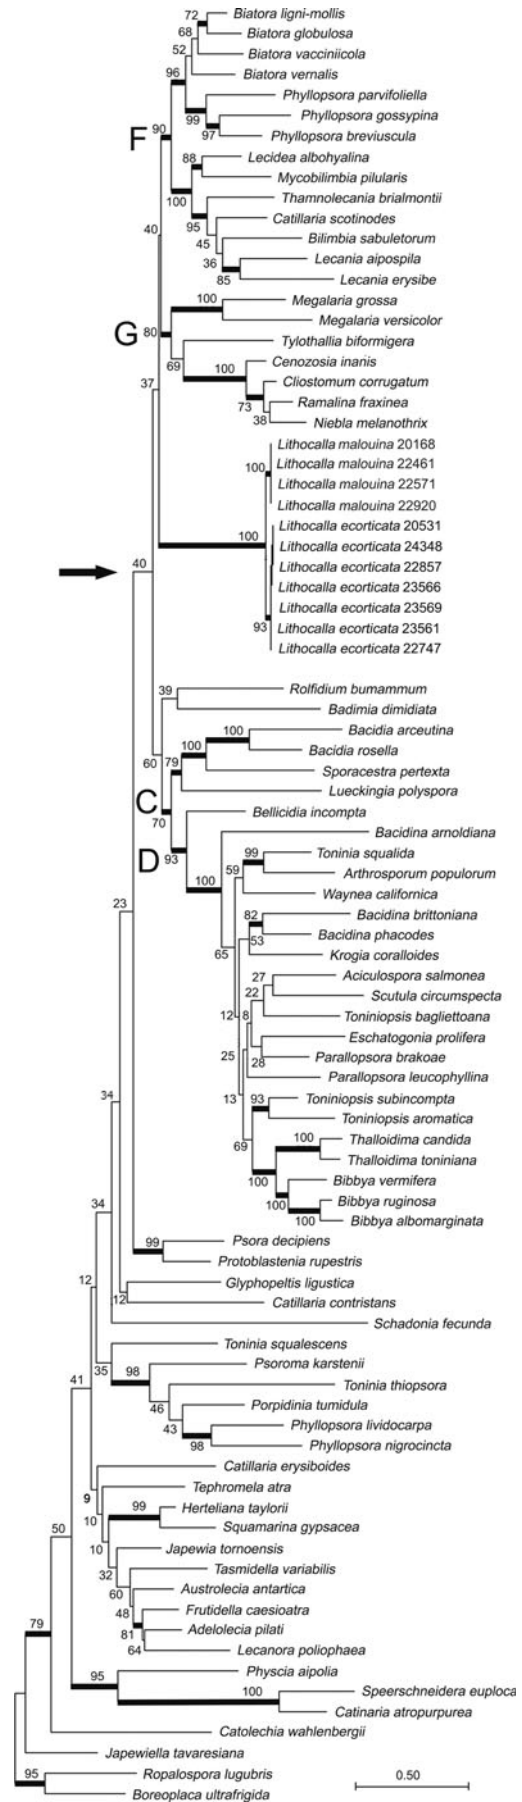 72
Biatora ligni-mollis
68
Biatora globulosa
52
Biatora vacciniicola
96
Biatora vernalis
Phyllopsora parvifoliella
99
Phyllopsora gossypina
F
90
97
Phyllopsora breviuscula
88
Lecidea albohyalina
Mycobilimbia pilularis
100
Thamnolecania brialmontii
95
Catillaria scotinodes
40
45
Bilimbia sabuletorum
36
Lecania aipospila
85
Lecania erysibe
100
Megalaria grossa
G
80
Megalaria versicolor
Tylothallia biformigera
69
100
Cenozosia inanis
37
Cliostomum corrugatum
73
Ramalina fraxinea
38
Niebla melanothrix
Lithocalla malouina 20168
100
Lithocalla malouina 22461
Lithocalla malouina 22571
Lithocalla malouina 22920
Lithocalla ecorticata 20531
100
Lithocalla ecorticata 24348
40
Lithocalla ecorticata 22857
Lithocalla ecorticata 23566
Lithocalla ecorticata 23569
93
Lithocalla ecorticata 23561
Lithocalla ecorticata 22747
39
Rolfidium bumammum
Badimia dimidiata
100
Bacidia arceutina
60
100
Bacidia rosella
79
Sporacestra pertexta
Lueckingia polyspora
C
70
Bellicidia incompta
D
93
Bacidina arnoldiana
99
Toninia squalida
100
59
Arthrosporum populorum
Waynea californica
23
82
Bacidina brittoniana
Bacidina phacodes
65
53
Krogia coralloides
27
Aciculospora salmonea
22
Scutula circumspecta
12
8
Toniniopsis bagliettoana
Eschatogonia prolifera
25
28
Parallopsora brakoae
Parallopsora leucophyllina
34
13
93
Toniniopsis subincompta
Toniniopsis aromatica
69
100
Thalloidima candida
Thalloidima toniniana
100
Bibbya vermifera
34
100
Bibbya ruginosa
100
Bibbya albomarginata
99
Psora decipiens
Protoblastenia rupestris
12
Glyphopeltis ligustica
12
Catillaria contristans
Schadonia fecunda
Toninia squalescens
35
98
Psoroma karstenii
41
Toninia thiopsora
46
Porpidinia tumidula
43
Phyllopsora lividocarpa
98
Phyllopsora nigrocincta
Catillaria erysiboides
9
Tephromela atra
10
99
Herteliana taylorii
Squamarina gypsacea
50
10
Japewia tornoensis
32
Tasmidella variabilis
60
Austrolecia antartica
48
Frutidella caesioatra
81
Adelolecia pilati
79
64
Lecanora poliophaea
95
Physcia aipolia
100
Speerschneidera euploca
Catinaria atropurpurea
Catolechia wahlenbergii
Japewiella tavaresiana
95
Ropalospora lugubris
0.50
Boreoplaca ultrafrigida